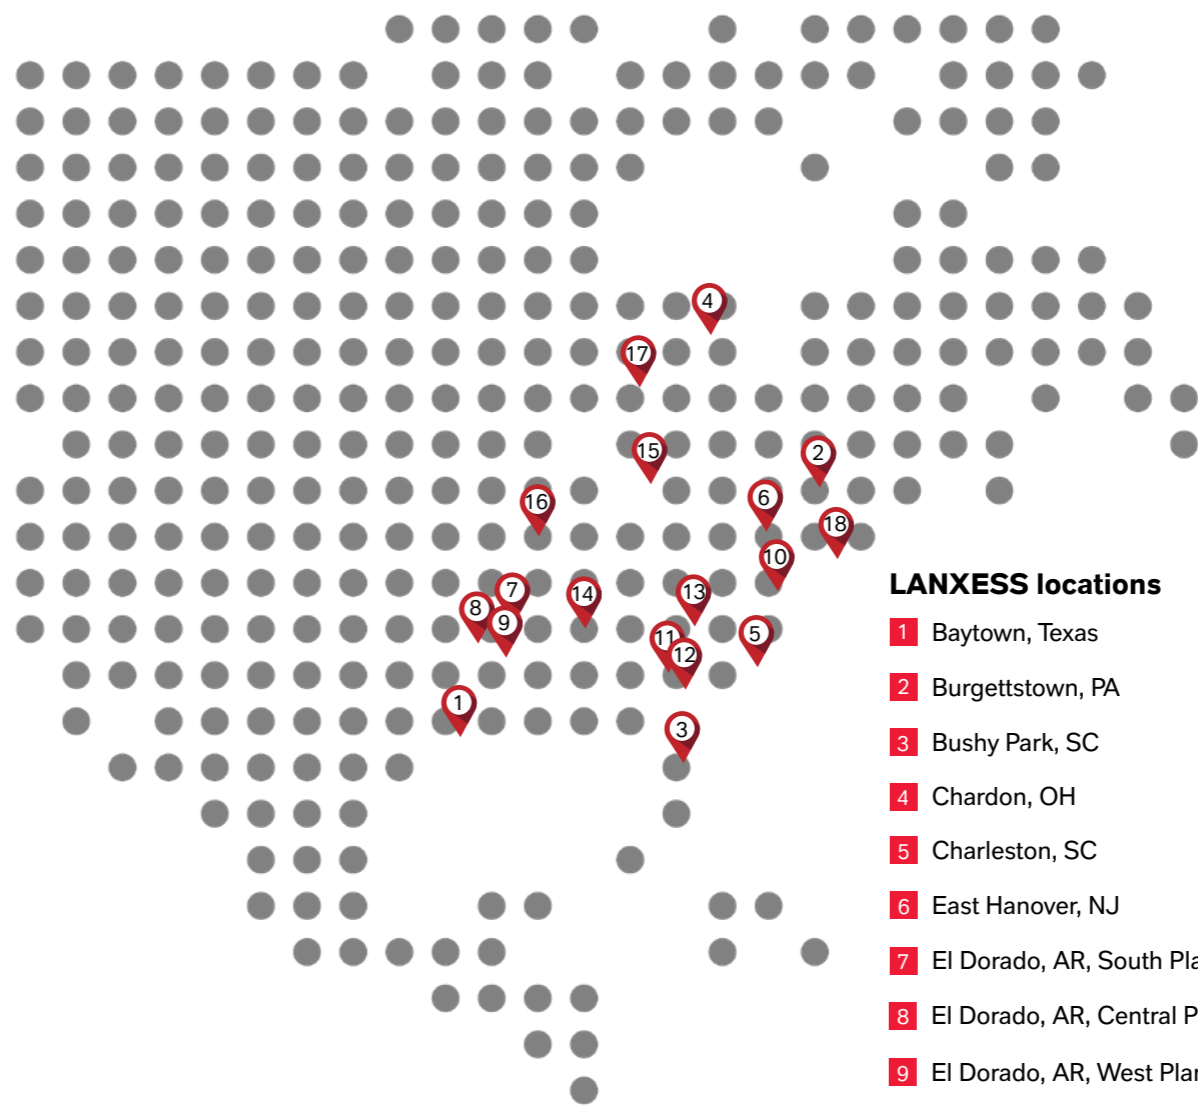 4
17
15
2
16
6
18
10
7
14
13
8
9
11
5
12
1
3
LANXESS locations
1 Baytown, Texas
2 Burgettstown, PA
3 Bushy Park, SC
4 Chardon, OH
5 Charleston, SC
6 East Hanover, NJ
7 El Dorado, AR, South Pla
8 El Dorado, AR, Central P
9 El Dorado, AR, West Plan